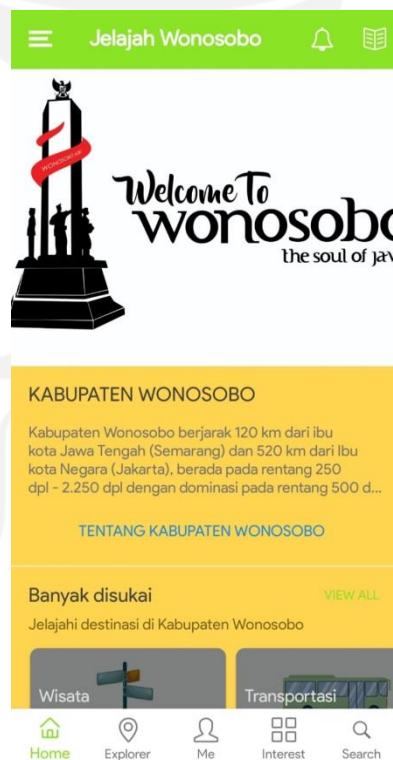 Jelajah Wonosobo
WONOSOBO ASRI
Welcome To
wonosobo
the soul of jav
KABUPATEN WONOSOBO
Kabupaten Wonosobo berjarak 120 km dari ibu
kota Jawa Tengah (Semarang) dan 520 km dari Ibu
kota Negara (Jakarta), berada pada rentang 250
dpl - 2.250 dpl dengan dominasi pada rentang 500 d...
TENTANG KABUPATEN WONOSOBO
Banyak disukai
VIEW ALL
Jelajahi destinasi di Kabupaten Wonosobo
Wisata
Transportasi
Home
Explorer
Me
Interest
Search